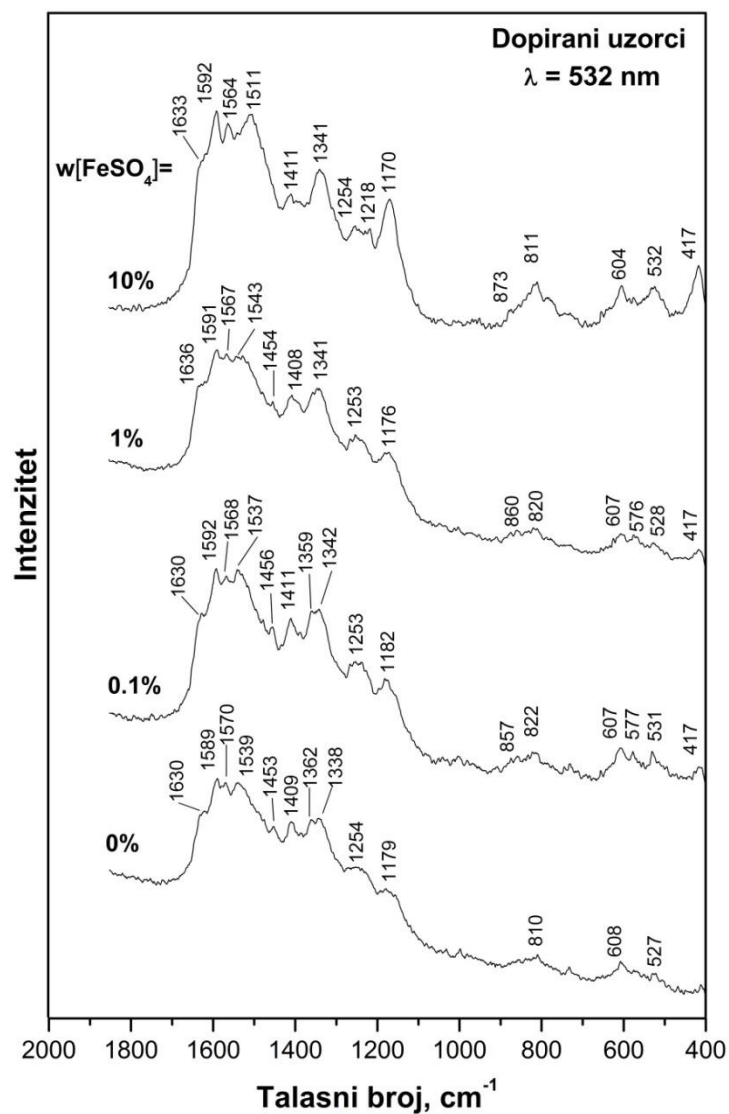 Dopirani uzorci
λ = 532 nm
w[FeSO4]=
1633 1592 1564 1511 1411 1341 1254 1218 1170 873 811 604 532 417
10%
1636 1591 1567 1543 1454 1408 1341 1253 1176 860 820 607 576 528 417
1%
1630 1592 1568 1537 1456 1411 1359 1342 1253 1182 857 822 607 577 531 417
0.1%
1630 1589 1570 1539 1453 1409 1362 1338 1254 1179 810 608 527
0%
Intenzitet
2000 1800 1600 1400 1200 1000 800 600 400
Talasni broj, cm-1